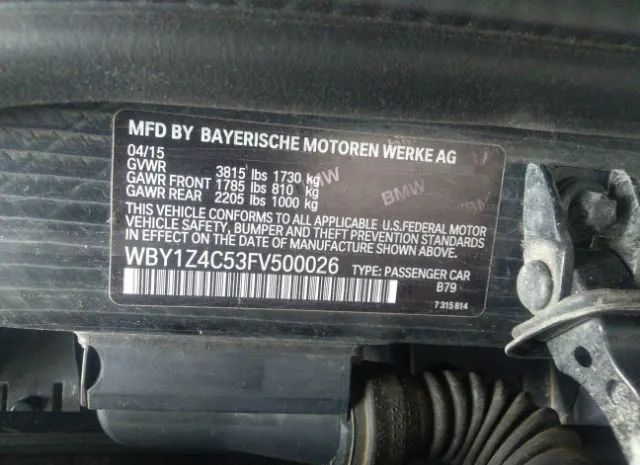 MFD BY BAYERISCHE MOTOREN WERKE AG
04/15
GVWR 3815 lbs 1730 kg
GAWR FRONT 1785 lbs 810 kg
GAWR REAR 2205 lbs 1000 kg
THIS VEHICLE CONFORMS TO ALL APPLICABLE U.S.FEDERAL MOTOR
VEHICLE SAFETY, BUMPER AND THEFT PREVENTION STANDARDS
IN EFFECT ON THE DATE OF MANUFACTURE SHOWN ABOVE.
WBY1Z4C53FV500026 TYPE: PASSENGER CAR
B79
7 315 814
BMW
BMW